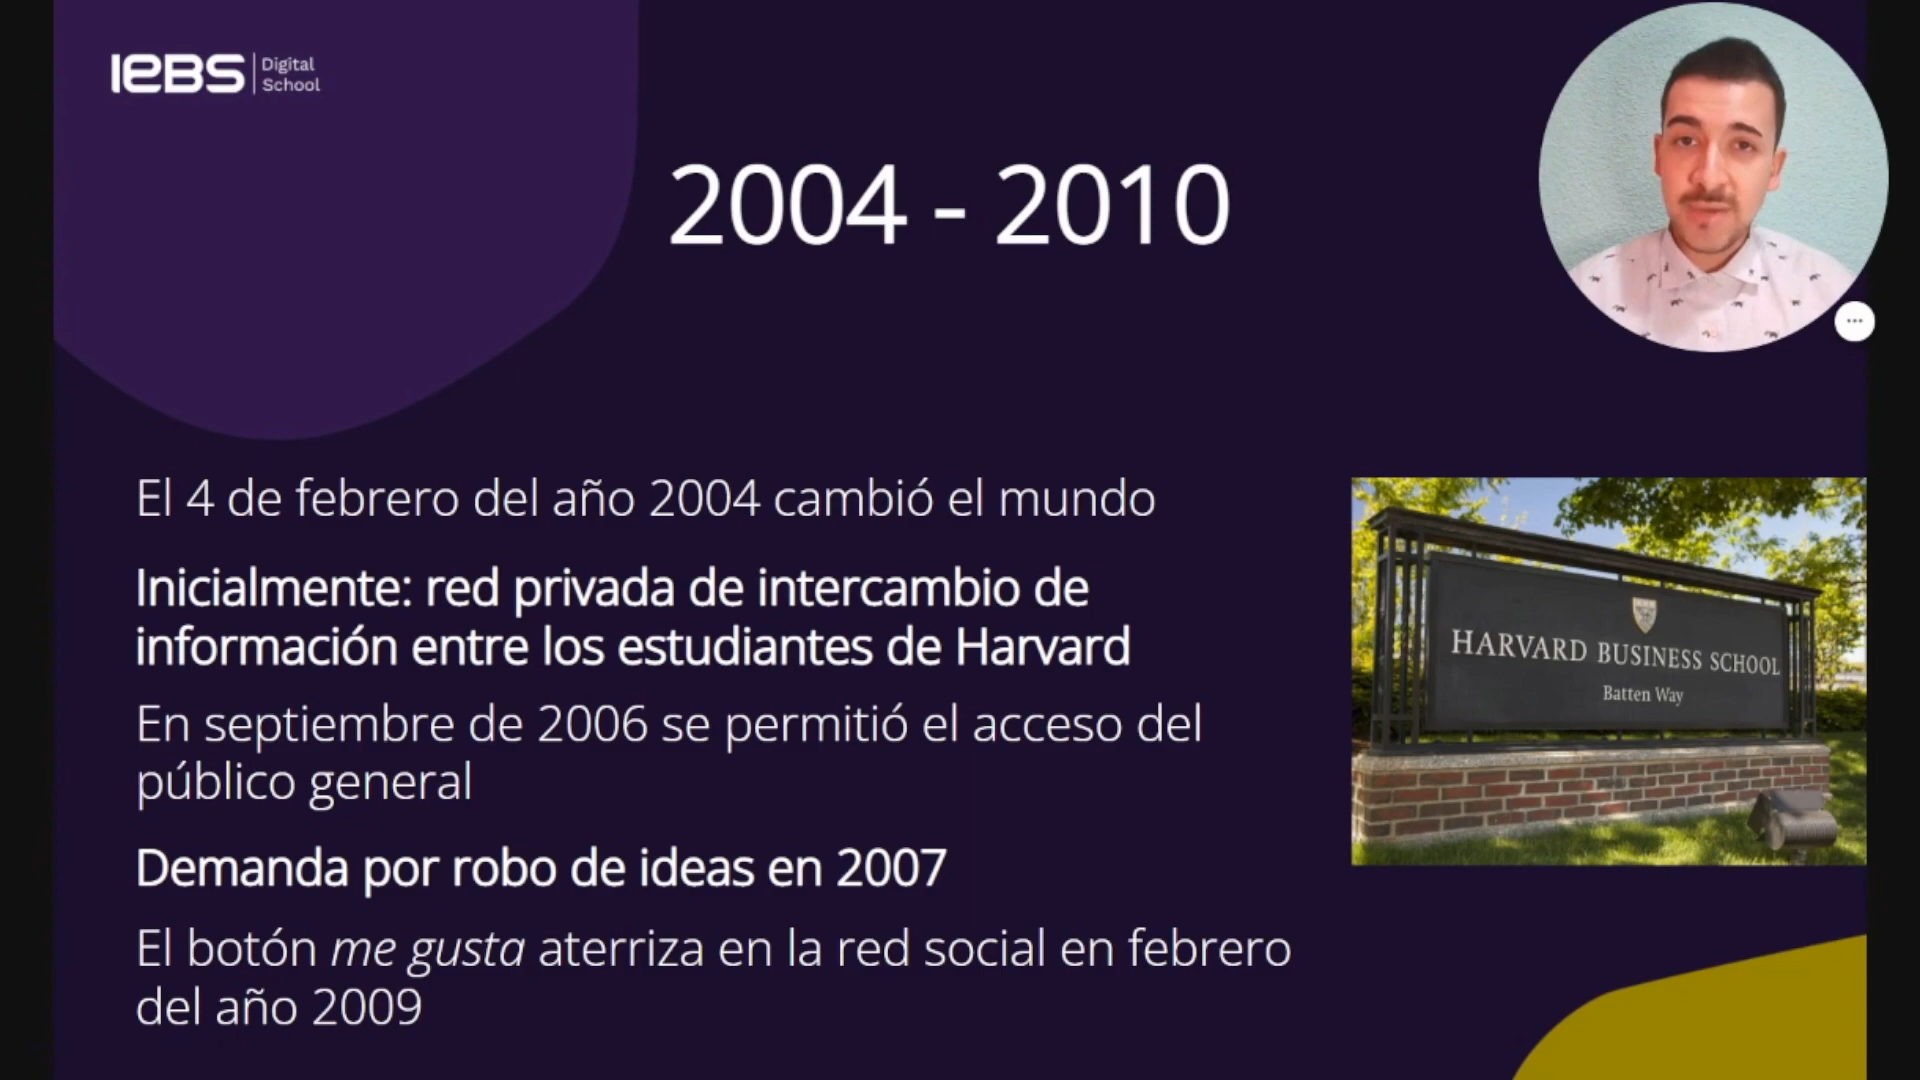 IEBS Digital School
2004 - 2010
El 4 de febrero del año 2004 cambió el mundo
Inicialmente: red privada de intercambio de
información entre los estudiantes de Harvard
En septiembre de 2006 se permitió el acceso del
público general
Demanda por robo de ideas en 2007
El botón me gusta aterriza en la red social en febrero
del año 2009
HARVARD BUSINESS SCHOOL
Batten Way